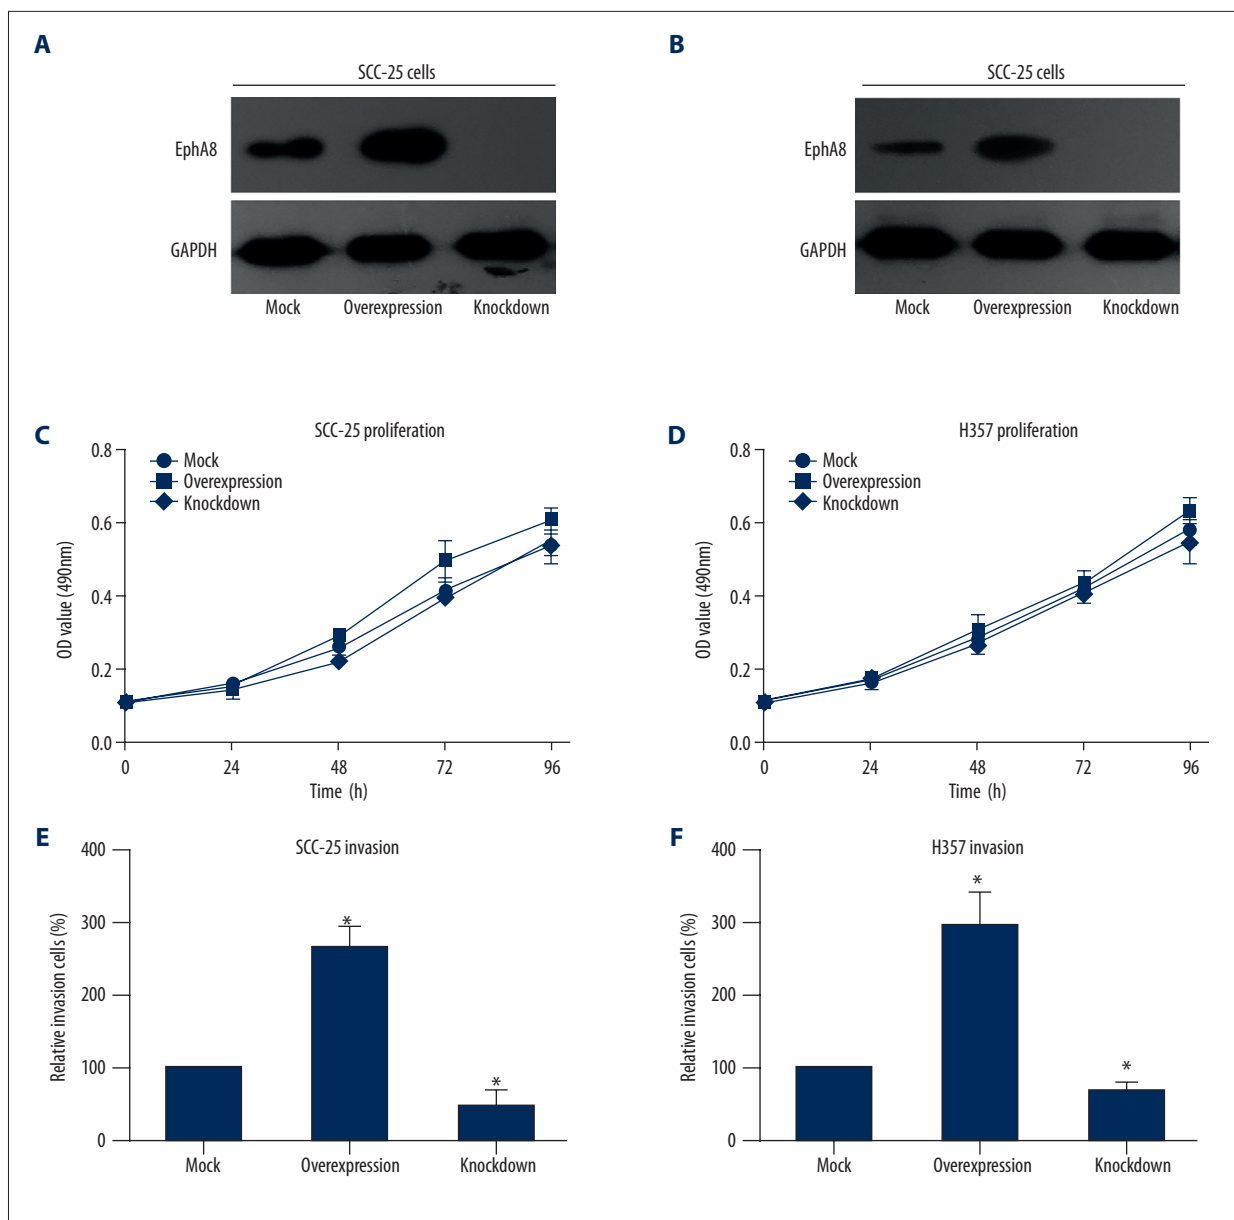 A
SCC-25 cells
EphA8
GAPDH
Mock Overexpression Knockdown
B
SCC-25 cells
EphA8
GAPDH
Mock Overexpression Knockdown
C
SCC-25 proliferation
Mock
Overexpression
Knockdown
OD value (490nm)
0.8
0.6
0.4
0.2
0.0
0 24 48 72 96
Time (h)
D
H357 proliferation
Mock
Overexpression
Knockdown
OD value (490nm)
0.8
0.6
0.4
0.2
0.0
0 24 48 72 96
Time (h)
E
SCC-25 invasion
Relative invasion cells (%)
400
300
200
100
0
*
*
Mock Overexpression Knockdown
F
H357 invasion
Relative invasion cells (%)
400
300
200
100
0
*
*
Mock Overexpression Knockdown